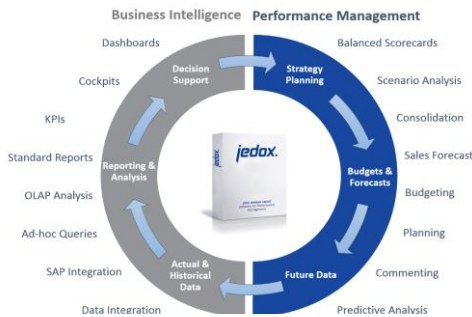 Business Intelligence
Performance Management
Dashboards
Cockpits
KPIs
Standard Reports
OLAP Analysis
Ad-hoc Queries
SAP Integration
Data Integration
Decision
Support
Reporting &
Analysis
Actual &
Historical
Data
jedox.
Strategy
Planning
Budgets &
Forecasts
Future Data
Balanced Scorecards
Scenario Analysis
Consolidation
Sales Forecast
Budgeting
Planning
Commenting
Predictive Analysis